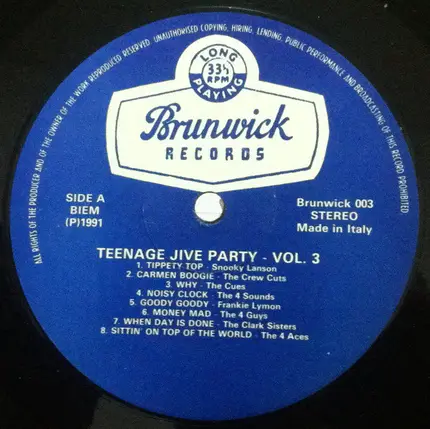 ALL RIGHTS OF THE PRODUCER AND OF THE OWNER OF THE WORK REPRODUCED RESERVED. UNAUTHORISED COPYING, HIRING, LENDING, PUBLIC PERFORMANCE AND BROADCASTING OF THIS RECORD PROHIBITED
LONG
33⅓
RPM
PLAYING
Brunwick
RECORDS
SIDE A
BIEM
(P)1991
Brunwick 003
STEREO
Made in Italy
TEENAGE JIVE PARTY - VOL. 3
1. TIPPETY TOP - Snooky Lanson
2. CARMEN BOOGIE - The Crew Cuts
3. WHY - The Cues
4. NOISY CLOCK - The 4 Sounds
5. GOODY GOODY - Frankie Lymon
6. MONEY MAD - The 4 Guys
7. WHEN DAY IS DONE - The Clark Sisters
8. SITTIN' ON TOP OF THE WORLD - The 4 Aces